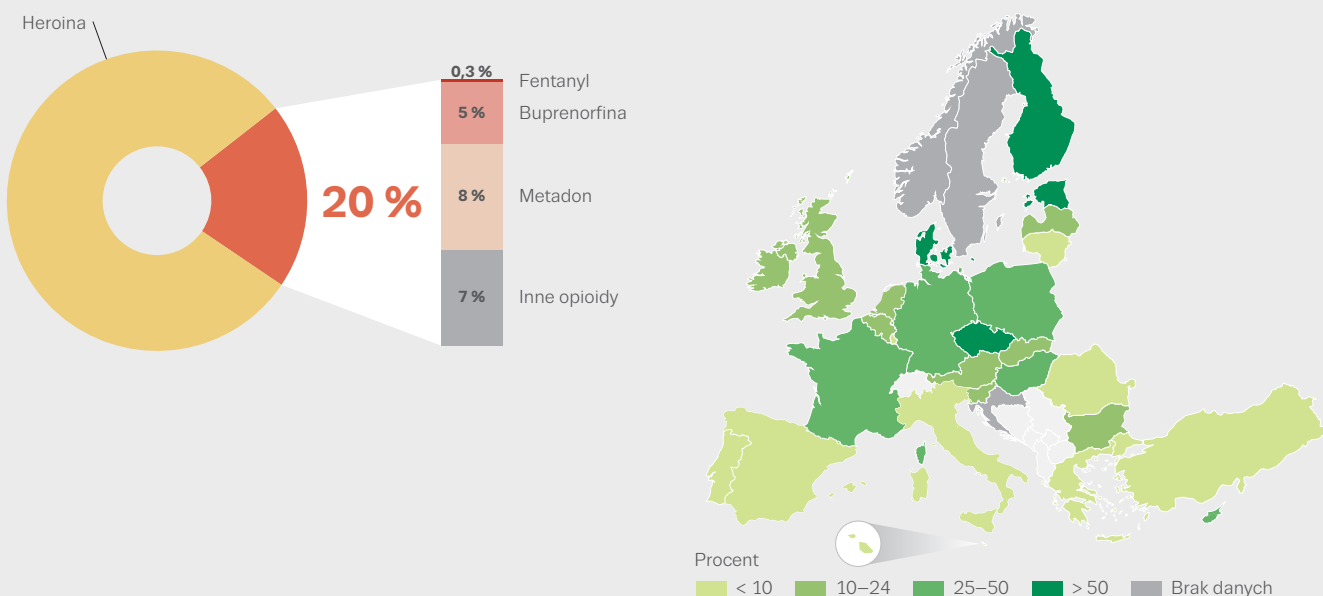 Heroina
0,3 %
Fentanyl
5 %
Buprenorfina
20 %
8 %
Metadon
7 %
Inne opioidy
Procent
< 10
10–24
25–50
> 50
Brak danych